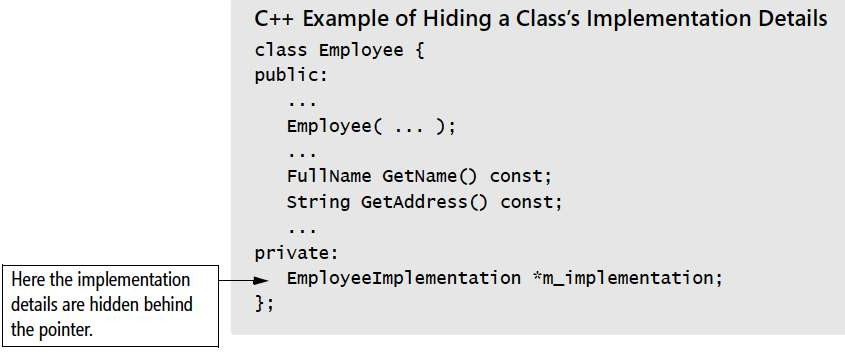 C++ Example of Hiding a Class’s Implementation Details
class Employee {
public:
   ...
   Employee( ... );
   ...
   FullName GetName() const;
   String GetAddress() const;
   ...
private:
   EmployeeImplementation *m_implementation;
};
Here the implementation
details are hidden behind
the pointer.